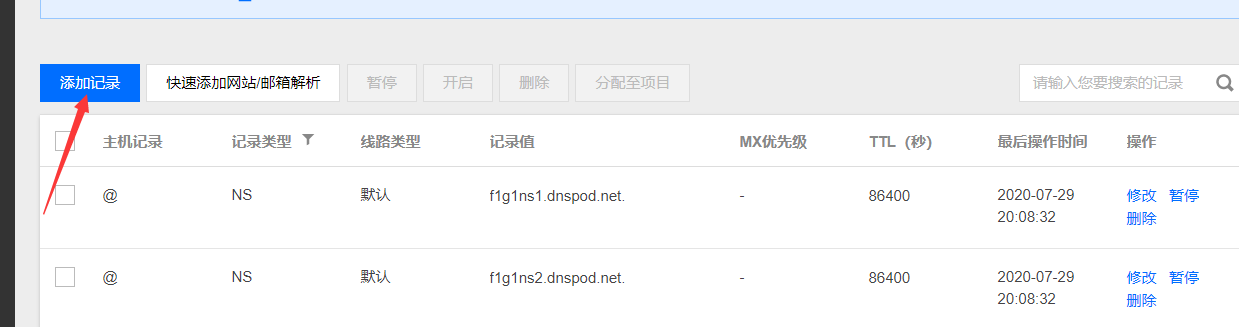 添加记录 快速添加网站/邮箱解析 暂停 开启 删除 分配至项目 请输入您要搜索的记录
主机记录 记录类型 线路类型 记录值 MX优先级 TTL（秒） 最后操作时间 操作
@ NS 默认 f1g1ns1.dnspod.net. - 86400 2020-07-29 修改 暂停
20:08:32 删除
@ NS 默认 f1g1ns2.dnspod.net. - 86400 2020-07-29 修改 暂停
20:08:32 删除